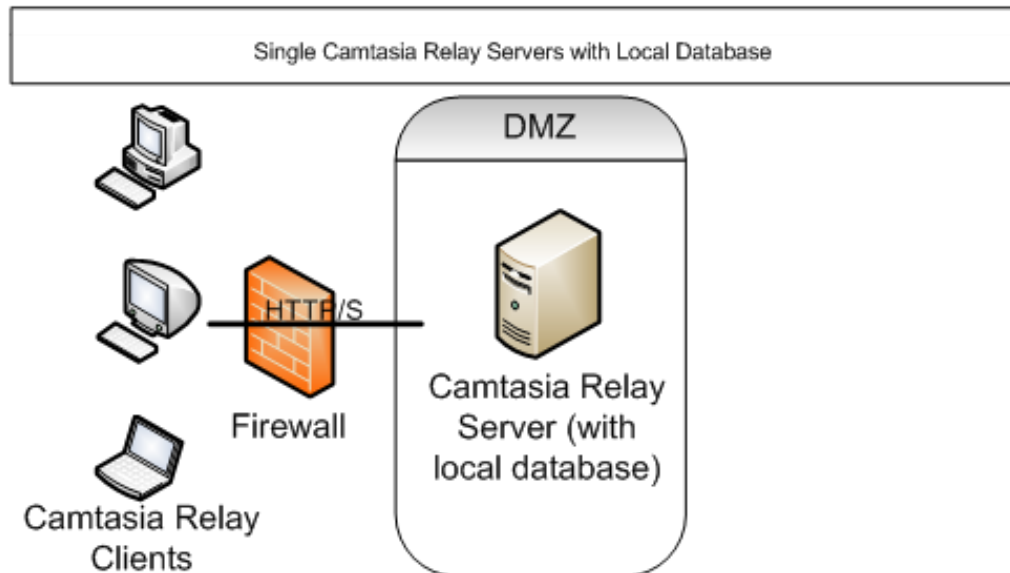 Single Camtasia Relay Servers with Local Database
DMZ
HTTP/S
Firewall
Camtasia Relay
Server (with
local database)
Camtasia Relay
Clients